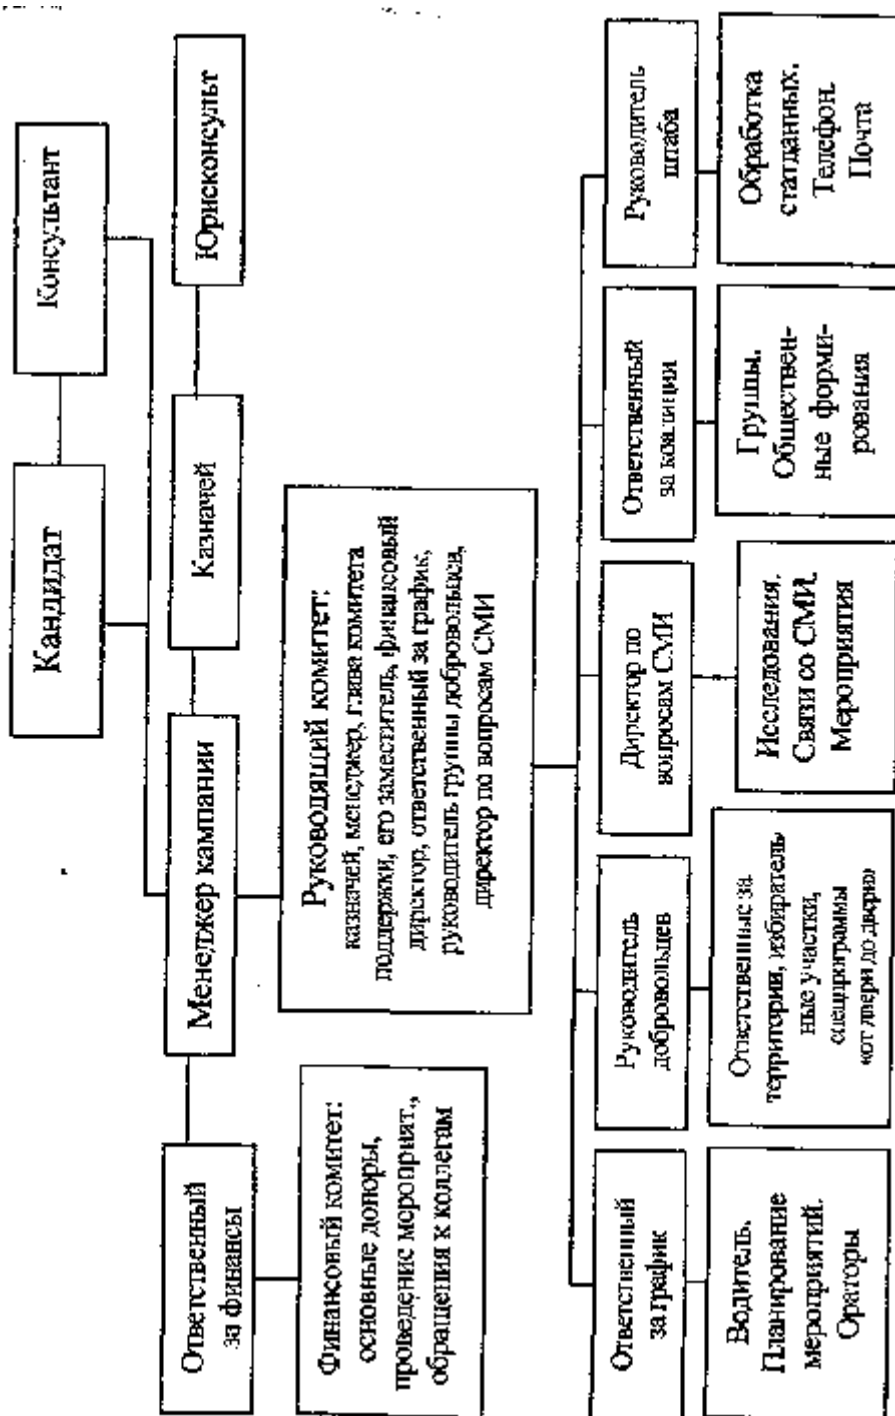 Кандидат
Консультант
Ответственный
за финансы
Менеджер кампании
Казначей
Юрисконсульт
Финансовый комитет:
основные доноры,
проведение мероприят.,
обращения к коллегам
Руководящий комитет:
казначей, менеджер, глава комитета
поддержки, его заместитель, финансовый
директор, ответственный за график,
руководитель группы добровольцев,
директор по вопросам СМИ
Ответственный
за график
Руководитель
добровольцев
Директор по
вопросам СМИ
Ответственный
за коалиции
Руководитель
штаба
Водитель.
Планирование
мероприятий.
Ораторы
Ответственные за
территории, избиратель
ные участки,
спецпрограммы
«от двери до двери»
Исследования.
Связи со СМИ.
Мероприятия
Группы.
Обществен-
ные форми-
рования
Обработка
статданных.
Телефон.
Почта